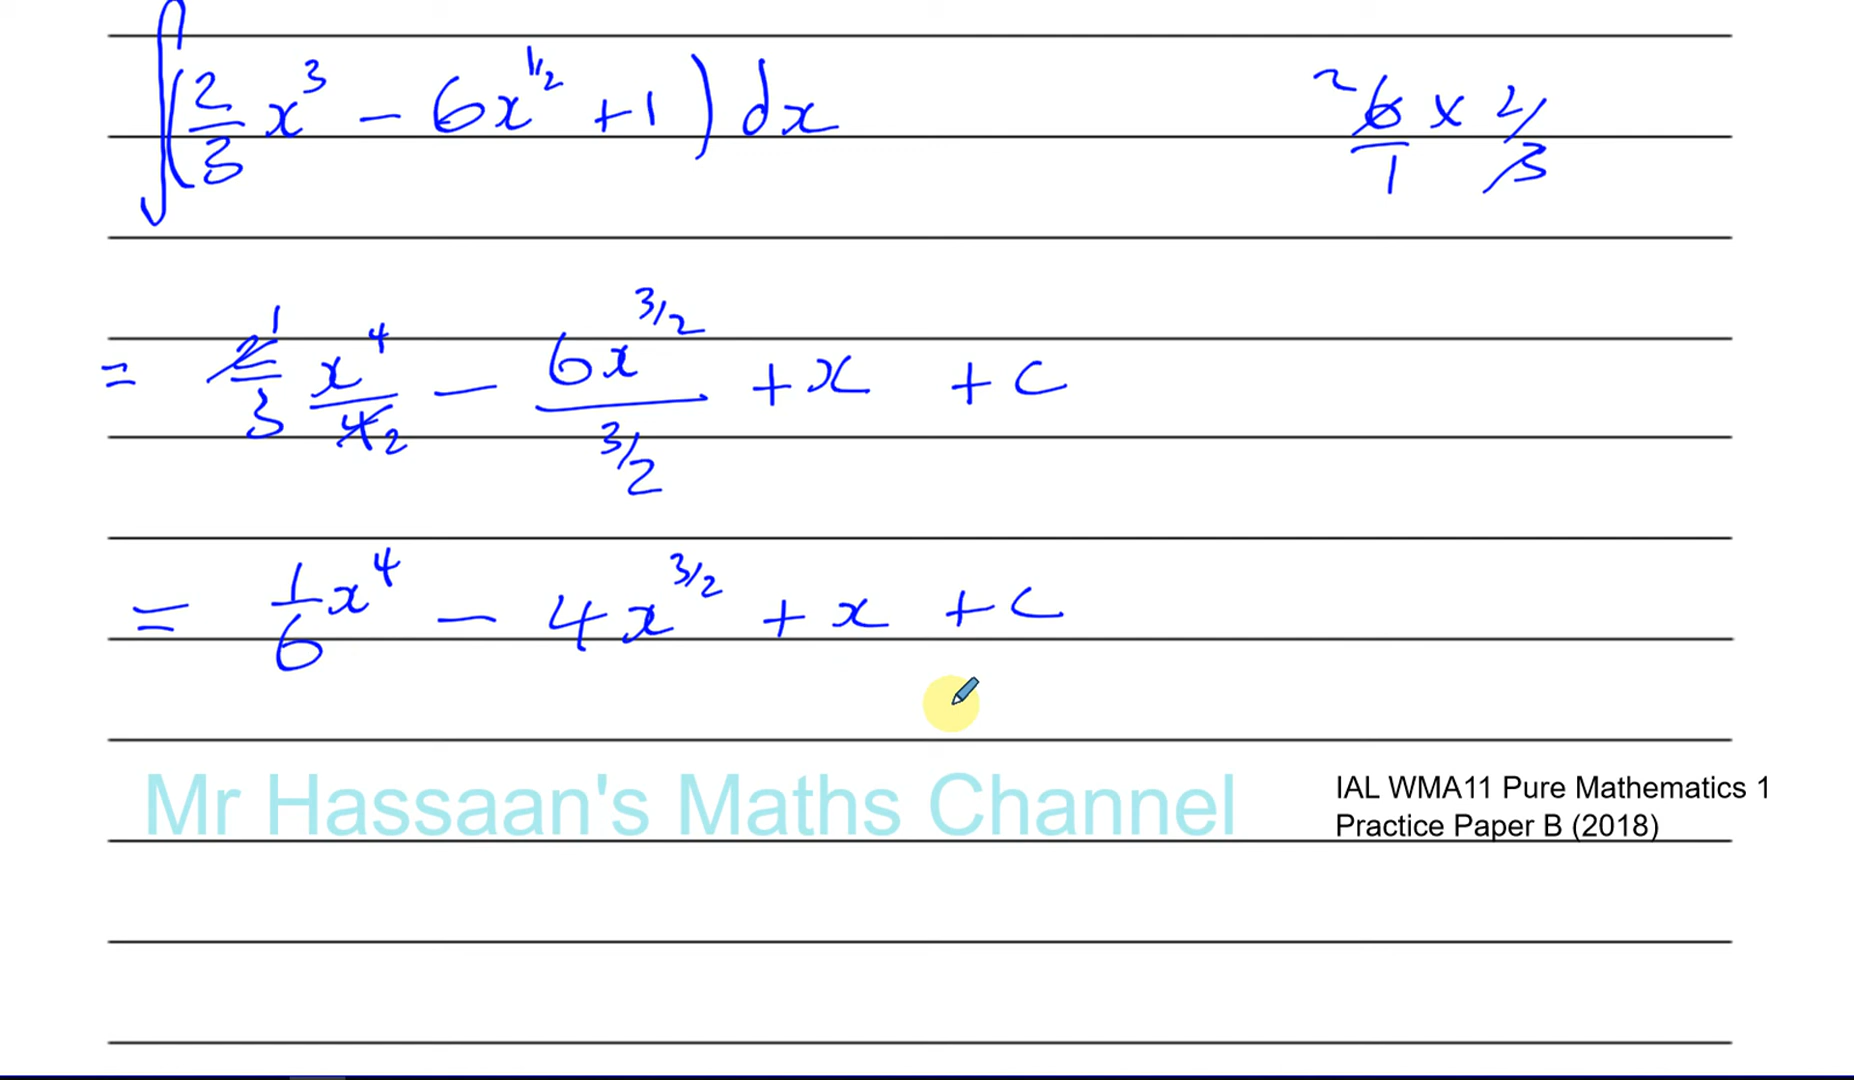 ∫(2/3 x^3 - 6x^1/2 + 1) dx
2 6/1 × 2/3
= 2 1/3 x^4/4 2 - 6x^3/2 / 3/2 + x + c
= 1/6 x^4 - 4x^3/2 + x + c
Mr Hassaan's Maths Channel
IAL WMA11 Pure Mathematics 1
Practice Paper B (2018)